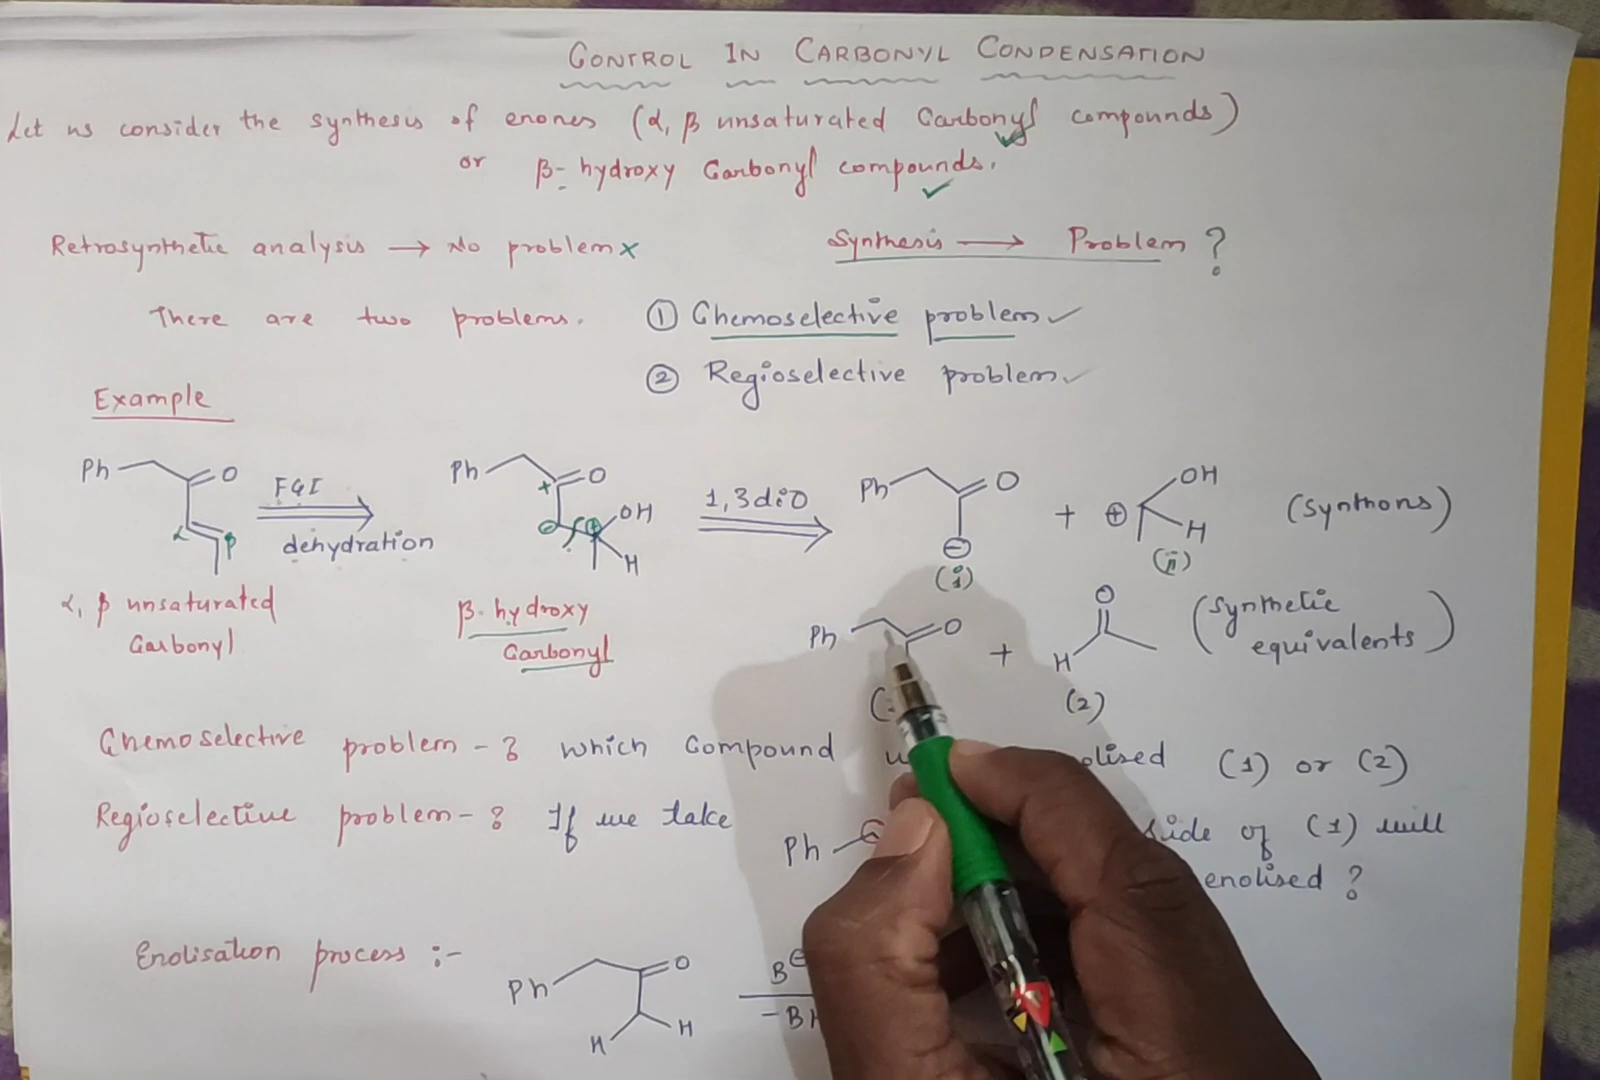 CONTROL IN CARBONYL CONDENSATION
Let us consider the synthesis of enones (α, β unsaturated Carbonyl compounds)
or β- hydroxy Carbonyl compounds.
Retrosynthetic analysis → No problem x
Synthesis → Problem ?
There are two problems. ① Chemoselective problem ✓
② Regioselective problem ✓
Example
Ph O α β
FGI
dehydration
Ph O + ⊖ ⊕ OH H
1,3 diO
Ph O ⊖ (i) + ⊕ OH H (ii) (Synthons)
α, β unsaturated
Carbonyl
β-hydroxy
Carbonyl
Ph O + O H (2) (Synthetic
equivalents)
Chemoselective problem - ? which Compound (1) or (2)
Regioselective problem - ? If we take Ph side of (1) will
enolised ?
Enolisation process :-
Ph O H H
B⊖